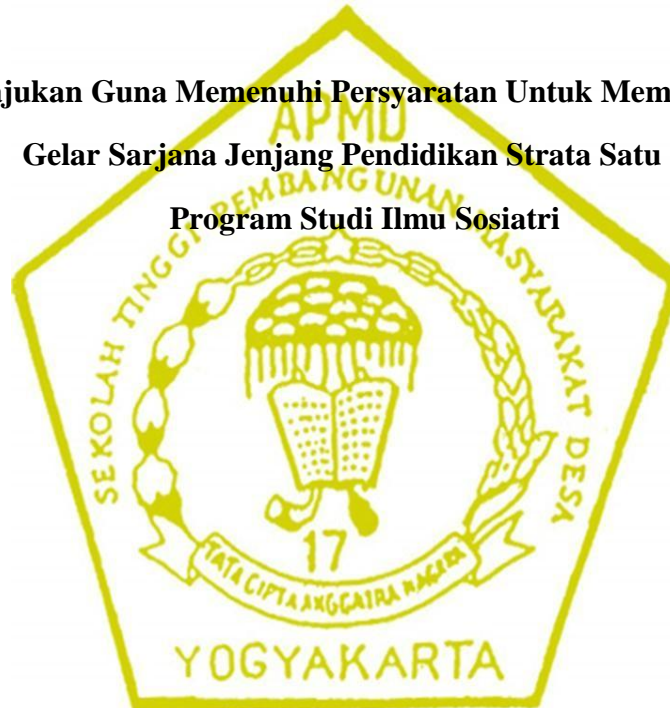 ajukan Guna Memenuhi Persyaratan Untuk Mem
APMD
Gelar Sarjana Jenjang Pendidikan Strata Satu
SEKOLAH TINGGI PEMBANGUNAN MASYARAKAT DESA
Program Studi Ilmu Sosiatri
17
TATA CIPTA ANGGATRA NAGARA
YOGYAKARTA